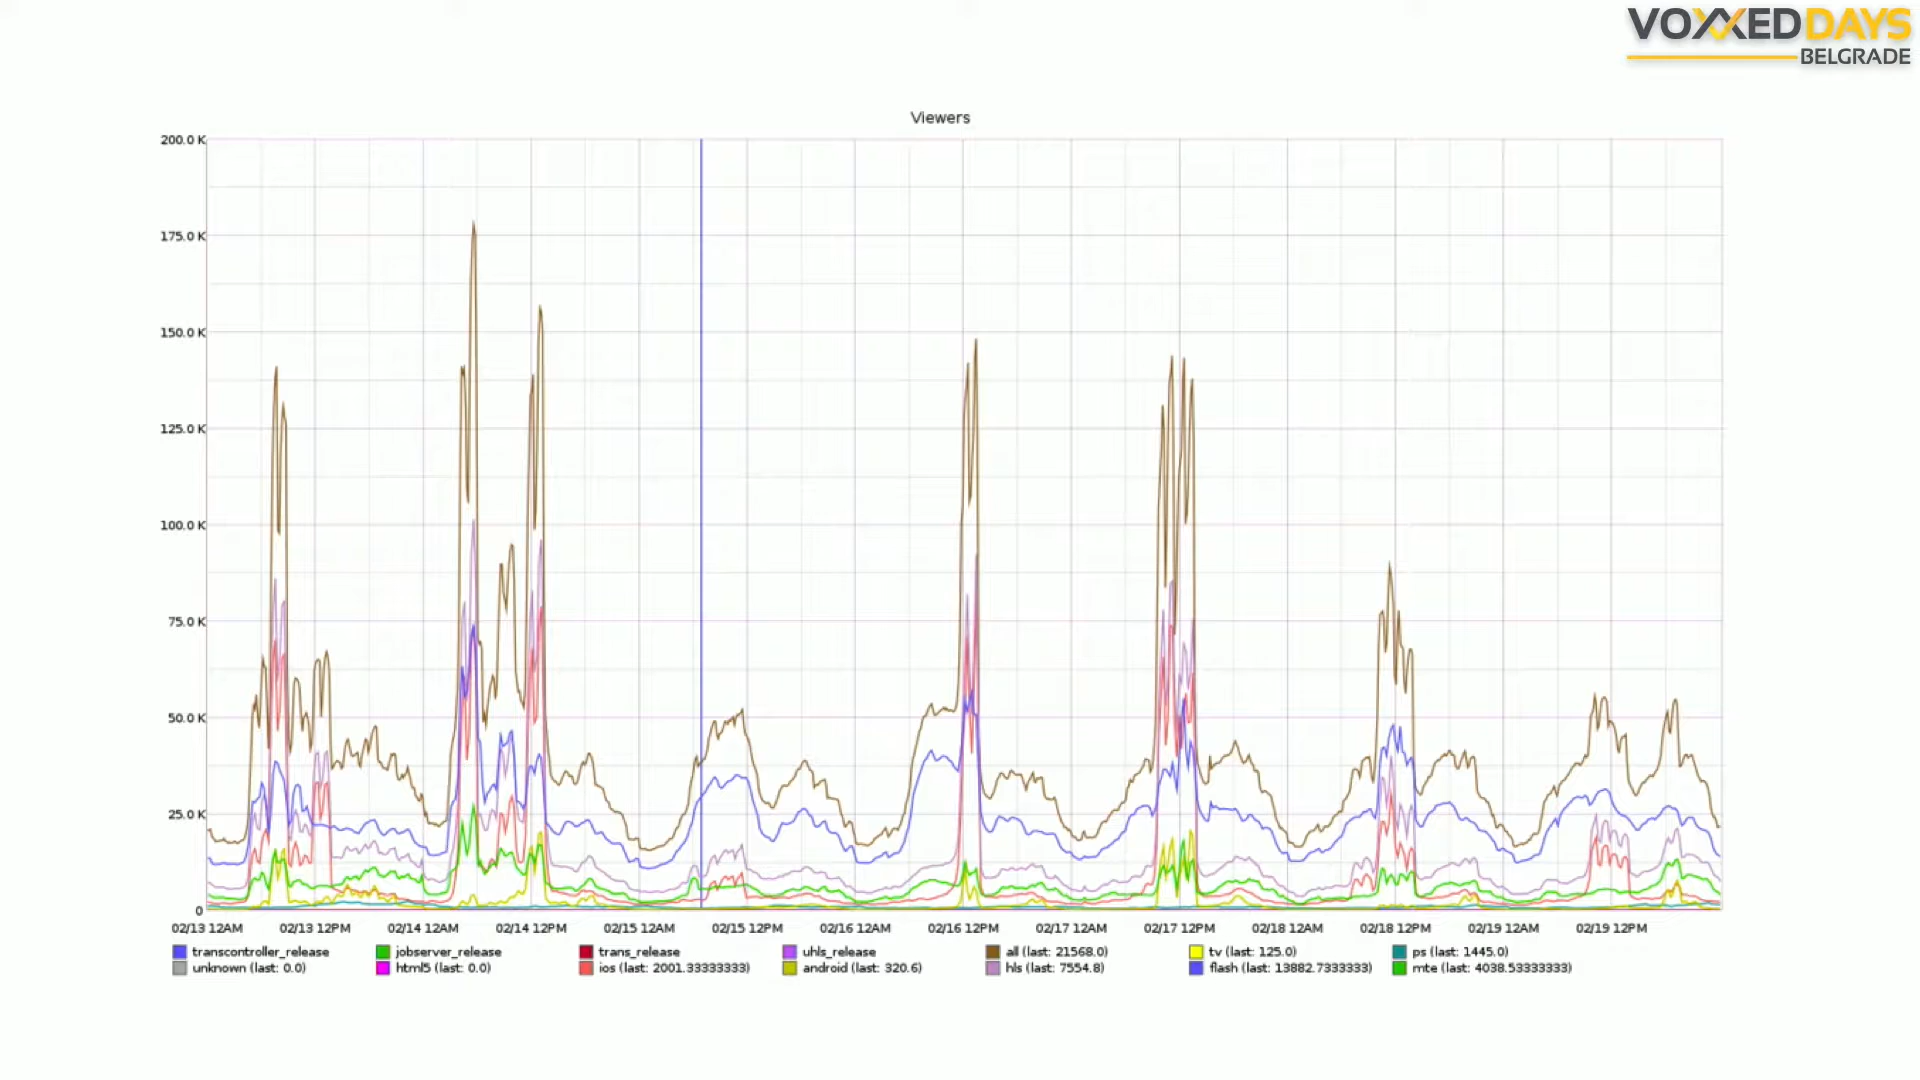 VOXXEDDAYS
BELGRADE
Viewers
200.0 K
175.0 K
150.0 K
125.0 K
100.0 K
75.0 K
50.0 K
25.0 K
0
02/13 12AM 02/13 12PM 02/14 12AM 02/14 12PM 02/15 12AM 02/15 12PM 02/16 12AM 02/16 12PM 02/17 12AM 02/17 12PM 02/18 12AM 02/18 12PM 02/19 12AM 02/19 12PM
transcontroller_release jobserver_release trans_release uhls_release all (last: 21568.0) tv (last: 125.0) ps (last: 1445.0)
unknown (last: 0.0) html5 (last: 0.0) ios (last: 2001.33333333) android (last: 320.6) hls (last: 7554.8) flash (last: 13882.7333333) mte (last: 4038.53333333)